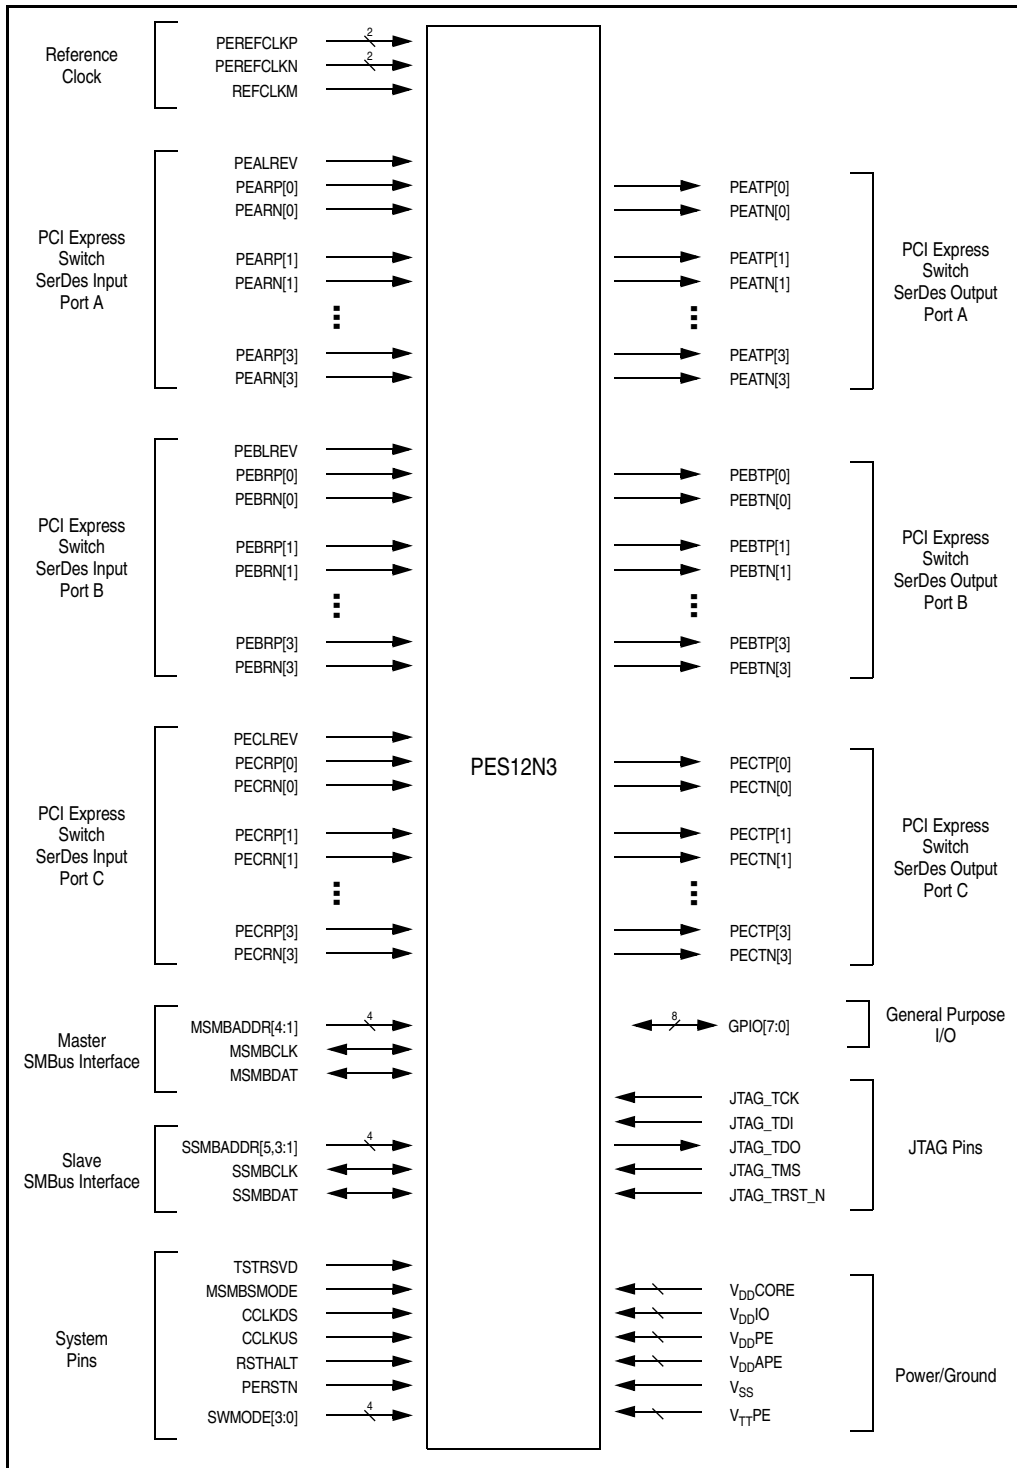 Reference
Clock
PEREFCLKP
2
PEREFCLKN
2
REFCLKM
PCI Express
Switch
SerDes Input
Port A
PEALREV
PEARP[0]
PEARN[0]
PEARP[1]
PEARN[1]
PEARP[3]
PEARN[3]
PEATP[0]
PEATN[0]
PEATP[1]
PEATN[1]
PEATP[3]
PEATN[3]
PCI Express
Switch
SerDes Output
Port A
PCI Express
Switch
SerDes Input
Port B
PEBLREV
PEBRP[0]
PEBRN[0]
PEBRP[1]
PEBRN[1]
PEBRP[3]
PEBRN[3]
PEBTP[0]
PEBTN[0]
PEBTP[1]
PEBTN[1]
PEBTP[3]
PEBTN[3]
PCI Express
Switch
SerDes Output
Port B
PCI Express
Switch
SerDes Input
Port C
PECLREV
PECRP[0]
PECRN[0]
PECRP[1]
PECRN[1]
PECRP[3]
PECRN[3]
PES12N3
PECTP[0]
PECTN[0]
PECTP[1]
PECTN[1]
PECTP[3]
PECTN[3]
PCI Express
Switch
SerDes Output
Port C
Master
SMBus Interface
MSMBADDR[4:1]
4
MSMBCLK
MSMBDAT
8
GPIO[7:0]
General Purpose
I/O
Slave
SMBus Interface
SSMBADDR[5,3:1]
4
SSMBCLK
SSMBDAT
JTAG_TCK
JTAG_TDI
JTAG_TDO
JTAG_TMS
JTAG_TRST_N
JTAG Pins
System
Pins
TSTRSVD
MSMBSMODE
CCLKDS
CCLKUS
RSTHALT
PERSTN
SWMODE[3:0]
4
VDDCORE
VDDIO
VDDPE
VDDAPE
VSS
VTTPE
Power/Ground